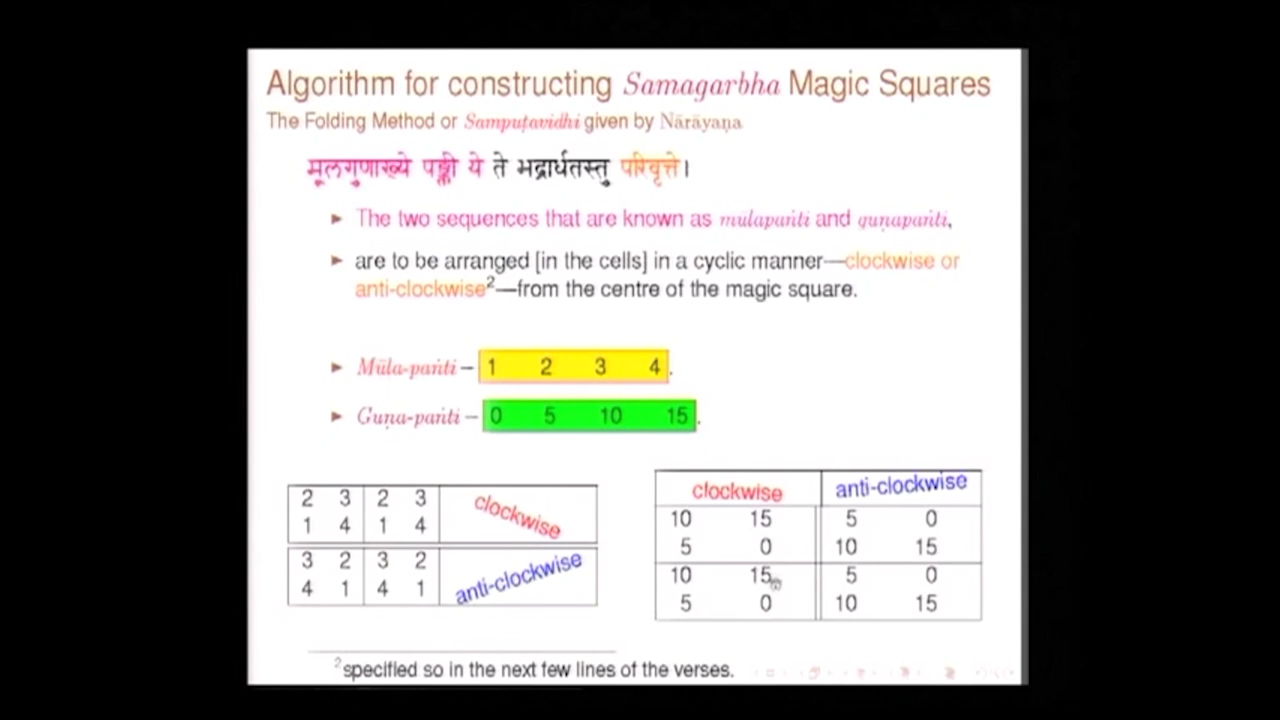 Algorithm for constructing Samagarbha Magic Squares
The Folding Method or Sampuṭavidhi given by Nārāyaṇa
मूलगुणाख्ये पङ्क्ती ये ते भद्रार्धतस्तु परिवृत्ते।
► The two sequences that are known as mūlapaṅti and guṇapaṅti,
► are to be arranged [in the cells] in a cyclic manner—clockwise or
anti-clockwise2—from the centre of the magic square.
► Mūla-paṅti – 1 2 3 4 .
► Guṇa-paṅti – 0 5 10 15 .
2 3 2 3 clockwise
1 4 1 4
3 2 3 2 anti-clockwise
4 1 4 1
clockwise anti-clockwise
10 15 5 0
5 0 10 15
10 15 5 0
5 0 10 15
2specified so in the next few lines of the verses.